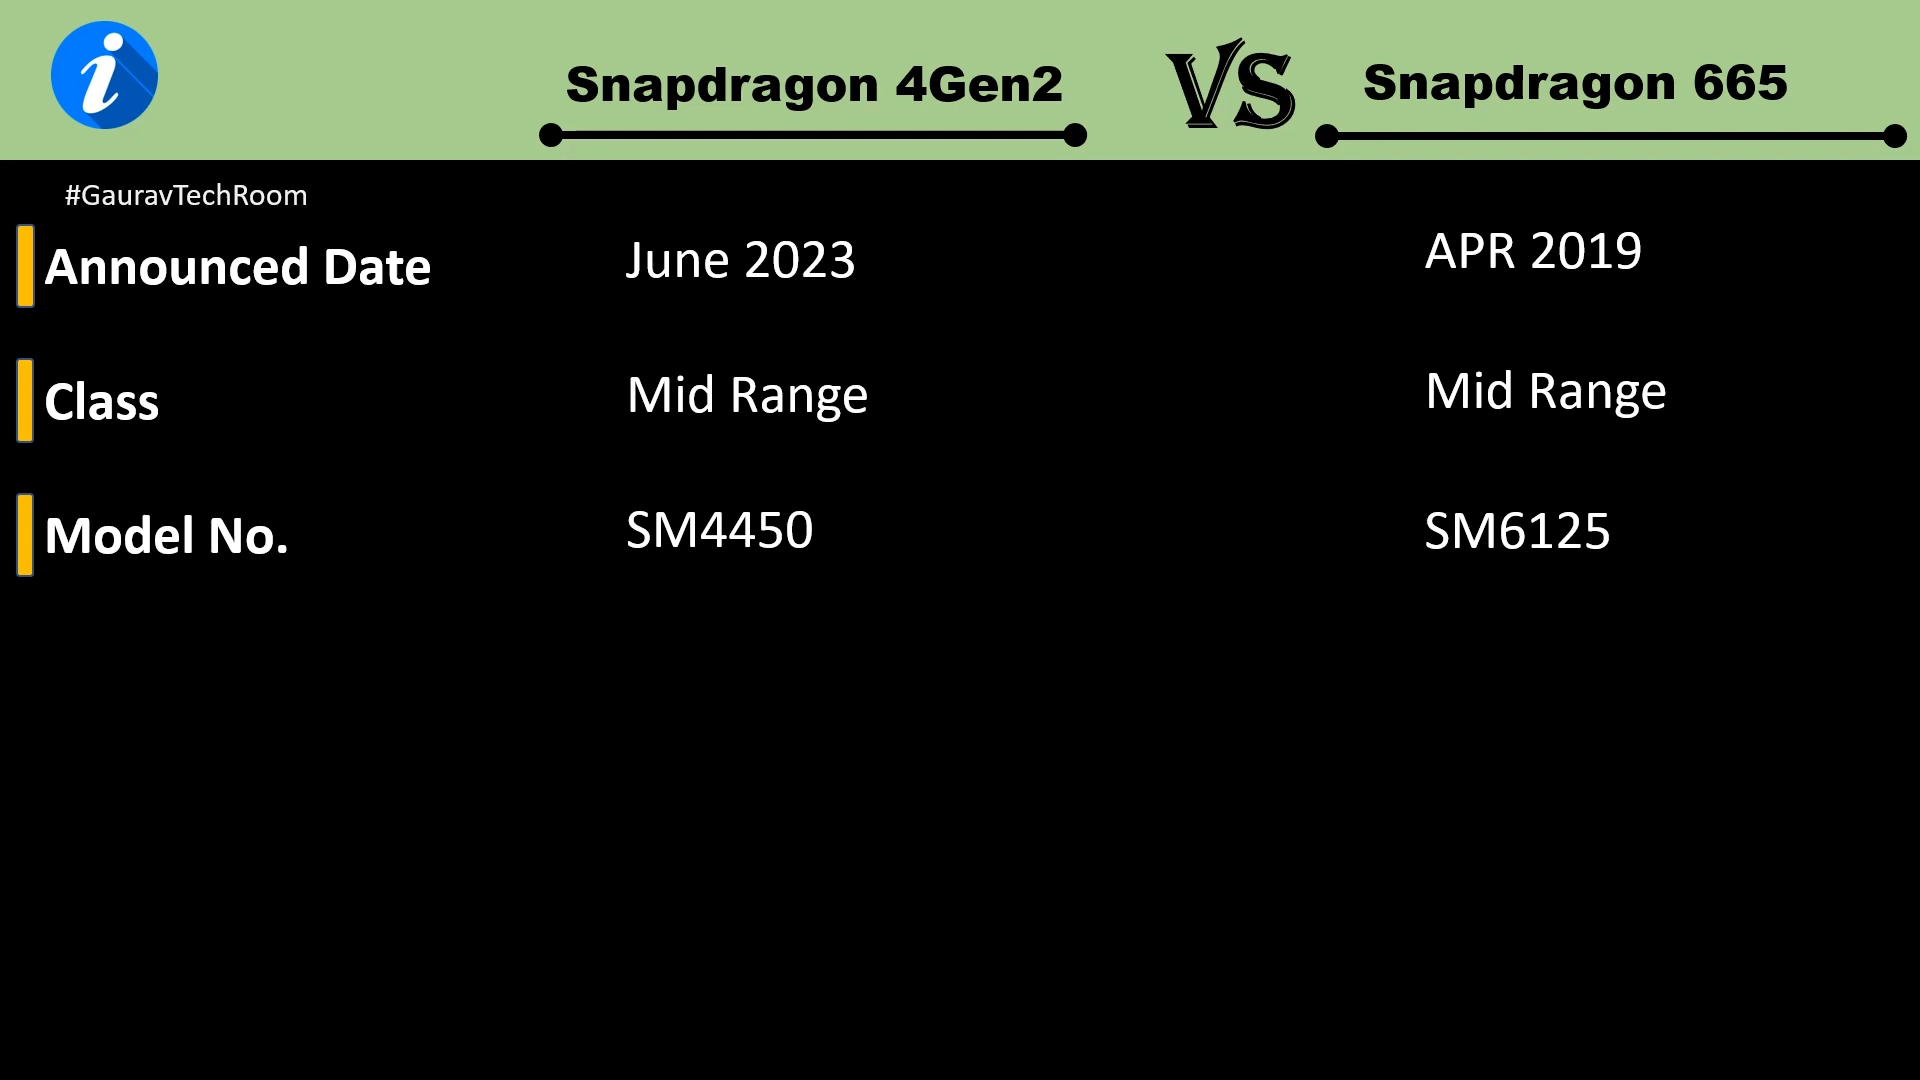 i
Snapdragon 4Gen2 VS Snapdragon 665
#GauravTechRoom
Announced Date June 2023 APR 2019
Class Mid Range Mid Range
Model No. SM4450 SM6125